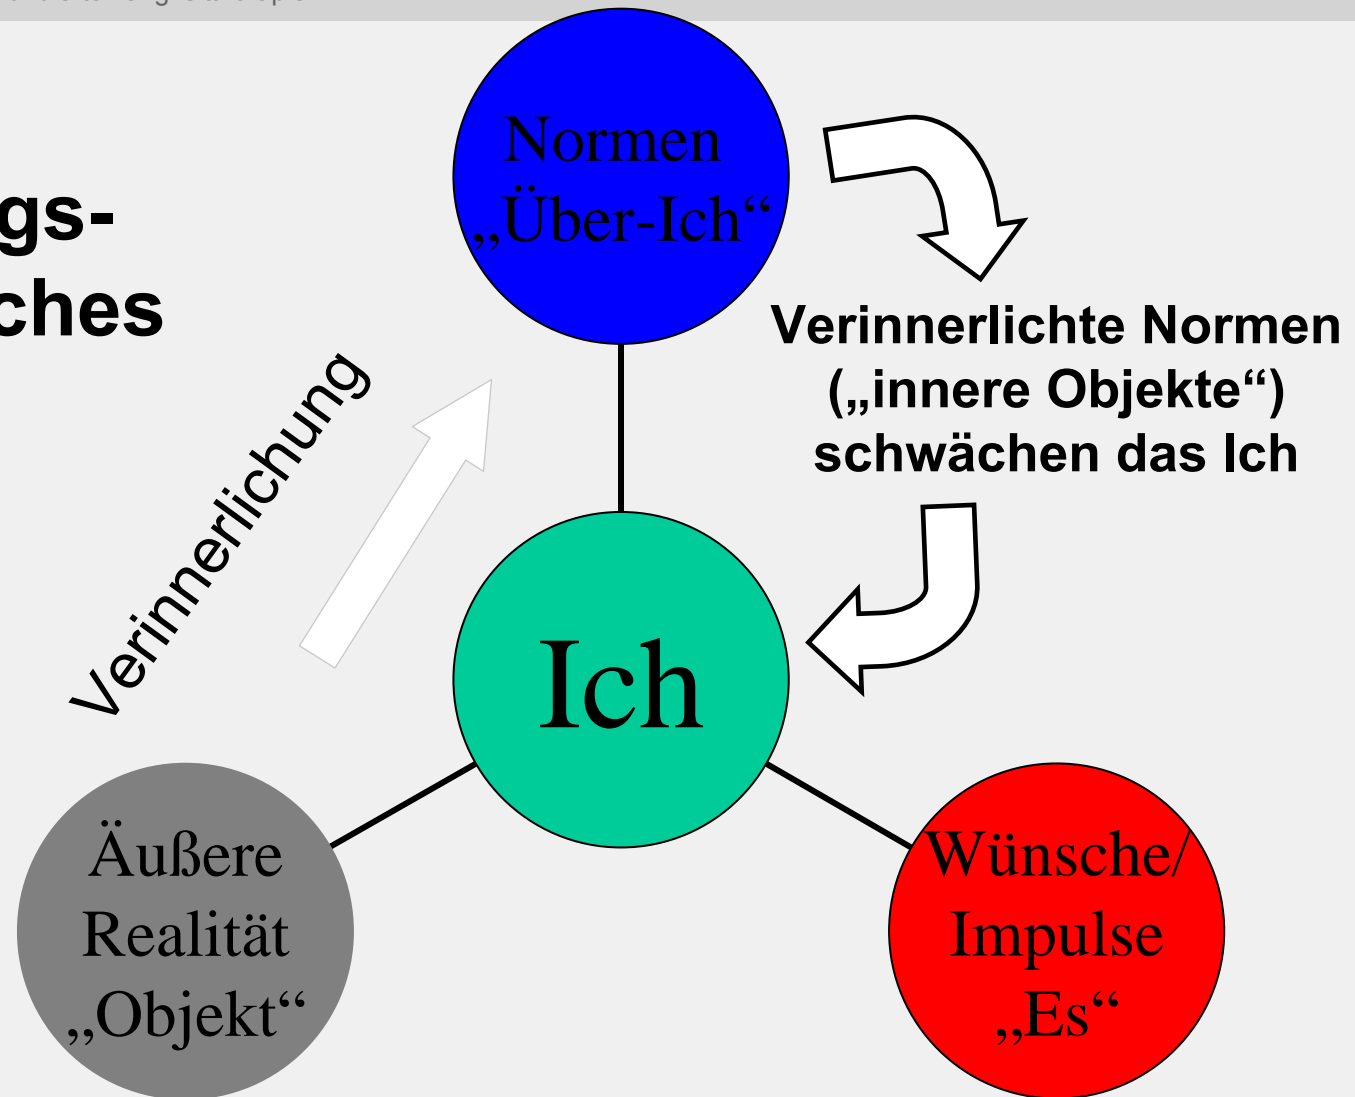 Normen
„Über-Ich“
gs-
ches
Verinnerlichte Normen
(„innere Objekte“)
schwächen das Ich
Verinnerlichung
Ich
Äußere
Realität
„Objekt“
Wünsche/
Impulse
„Es“